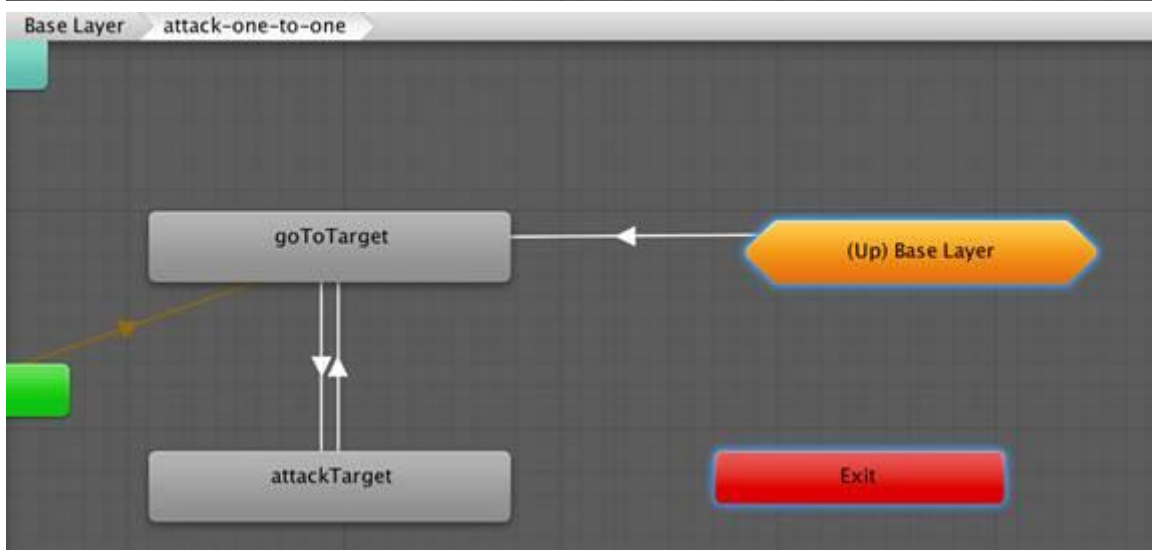 Base Layer
attack-one-to-one
goToTarget
(Up) Base Layer
attackTarget
Exit